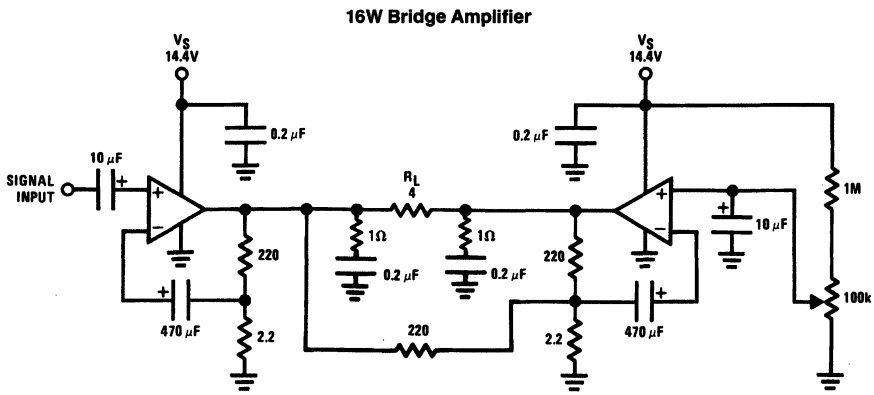 16W Bridge Amplifier
VS
14.4V
VS
14.4V
0.2 μF
0.2 μF
10 μF
+
SIGNAL
INPUT
+
−
RL
4
+
−
1M
+
10 μF
220
1Ω
0.2 μF
1Ω
0.2 μF
220
100k
+
470 μF
2.2
220
2.2
+
470 μF